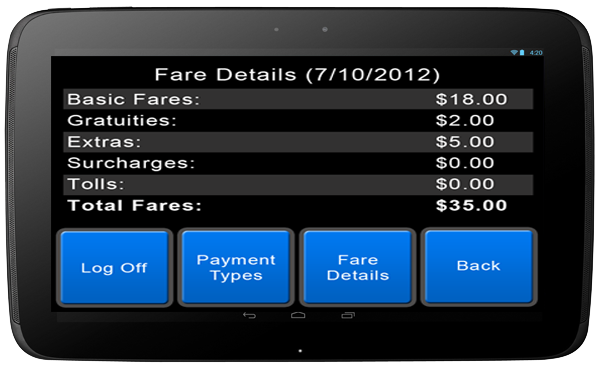 4:20
Fare Details (7/10/2012)
Basic Fares: $18.00
Gratuities: $2.00
Extras: $5.00
Surcharges: $0.00
Tolls: $0.00
Total Fares: $35.00
Log Off
Payment
Types
Fare
Details
Back